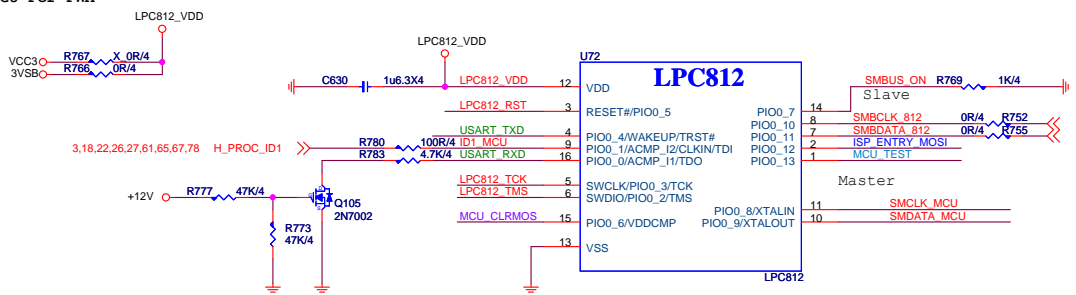 LPC812_VDD
VCC3 R767 X_0R/4
3VSB R766 0R/4
LPC812_VDD
U72
LPC812
C630 1u6.3X4 LPC812_VDD 12 VDD
SMBUS_ON R769 1K/4
Slave
LPC812_RST 3 RESET#/PIO0_5 PIO0_7 14
PIO0_10 8 SMBCLK_812 0R/4 R752
USART_TXD 4 PIO0_4/WAKEUP/TRST# PIO0_11 7 SMBDATA_812 0R/4 R755
3,18,22,26,27,61,65,67,78 H_PROC_ID1 R780 100R/4 ID1_MCU 9 PIO0_1/ACMP_I2/CLKIN/TDI PIO0_12 2 ISP_ENTRY_MOSI
R783 4.7K/4 USART_RXD 16 PIO0_0/ACMP_I1/TDO PIO0_13 1 MCU_TEST
LPC812_TCK 5 SWCLK/PIO0_3/TCK
Master
+12V R777 47K/4 LPC812_TMS 6 SWDIO/PIO0_2/TMS
Q105
2N7002
PIO0_8/XTALIN 11 SMCLK_MCU
MCU_CLRMOS 15 PIO0_6/VDDCMP PIO0_9/XTALOUT 10 SMDATA_MCU
R773
47K/4
13 VSS
LPC812